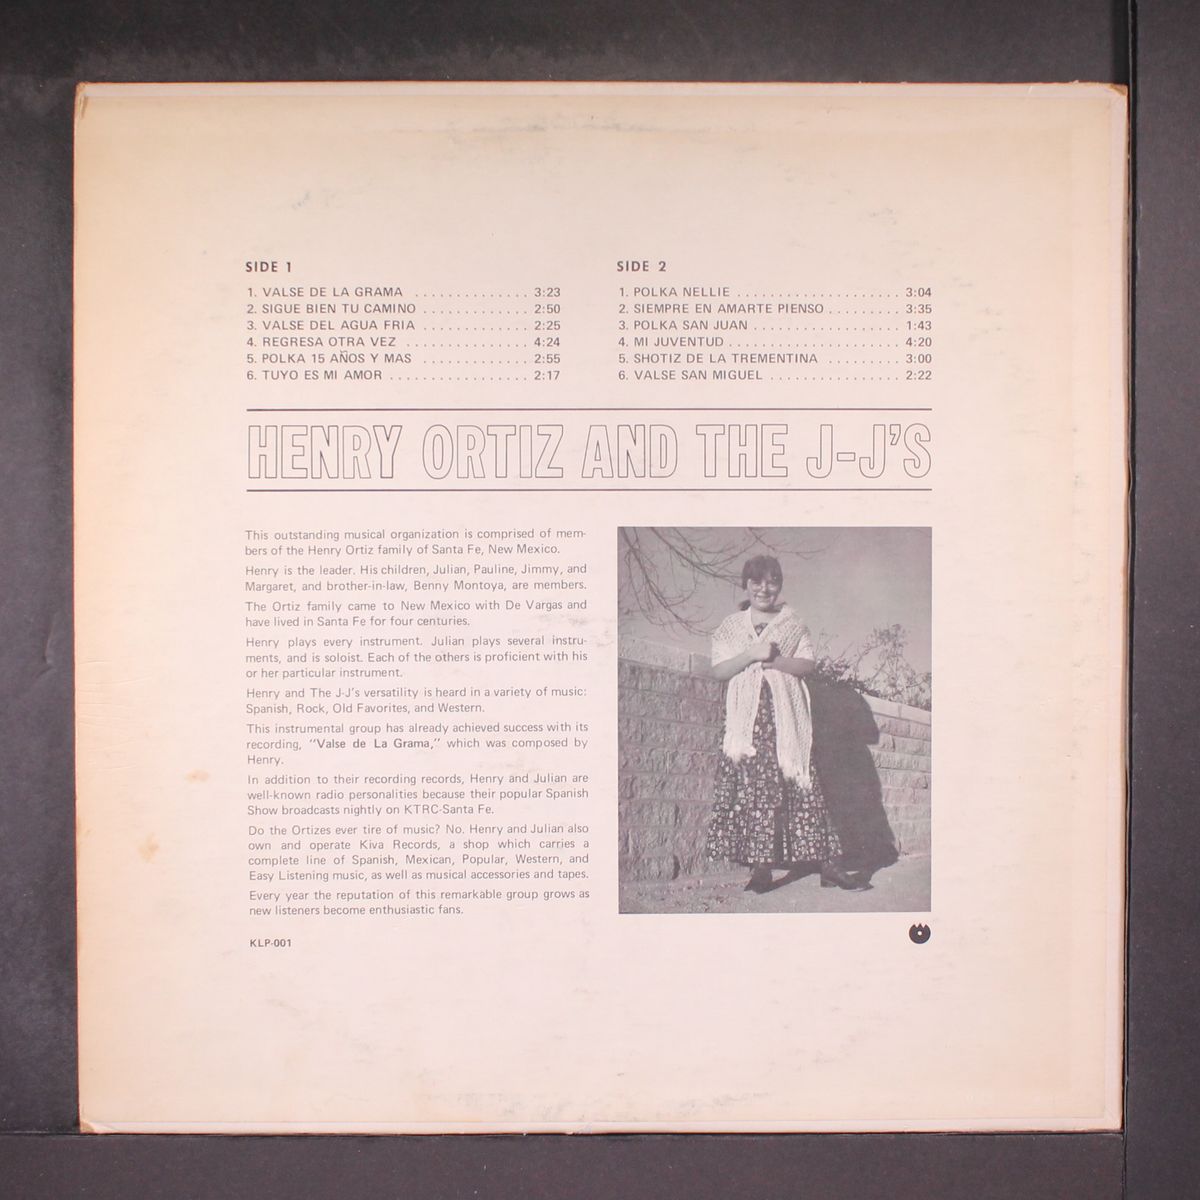 SIDE 1
1. VALSE DE LA GRAMA .............. 3:23
2. SIGUE BIEN TU CAMINO ............. 2:50
3. VALSE DEL AGUA FRIA .............. 2:25
4. REGRESA OTRA VEZ ............... 4:24
5. POLKA 15 AÑOS Y MAS ............. 2:55
6. TUYO ES MI AMOR ................. 2:17
SIDE 2
1. POLKA NELLIE .................... 3:04
2. SIEMPRE EN AMARTE PIENSO ......... 3:35
3. POLKA SAN JUAN .................. 1:43
4. MI JUVENTUD ..................... 4:20
5. SHOTIZ DE LA TREMENTINA ......... 3:00
6. VALSE SAN MIGUEL ................ 2:22
HENRY ORTIZ AND THE J-J'S
This outstanding musical organization is comprised of mem-
bers of the Henry Ortiz family of Santa Fe, New Mexico.
Henry is the leader. His children, Julian, Pauline, Jimmy, and
Margaret, and brother-in-law, Benny Montoya, are members.
The Ortiz family came to New Mexico with De Vargas and
have lived in Santa Fe for four centuries.
Henry plays every instrument. Julian plays several instru-
ments, and is soloist. Each of the others is proficient with his
or her particular instrument.
Henry and The J-J's versatility is heard in a variety of music:
Spanish, Rock, Old Favorites, and Western.
This instrumental group has already achieved success with its
recording, "Valse de La Grama," which was composed by
Henry.
In addition to their recording records, Henry and Julian are
well-known radio personalities because their popular Spanish
Show broadcasts nightly on KTRC-Santa Fe.
Do the Ortizes ever tire of music? No. Henry and Julian also
own and operate Kiva Records, a shop which carries a
complete line of Spanish, Mexican, Popular, Western, and
Easy Listening music, as well as musical accessories and tapes.
Every year the reputation of this remarkable group grows as
new listeners become enthusiastic fans.
KLP-001